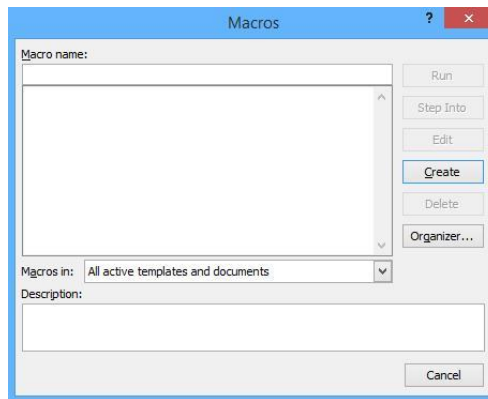 Macros
?
Macro name:
Run
Step Into
Edit
Create
Delete
Organizer...
Macros in: All active templates and documents
Description:
Cancel